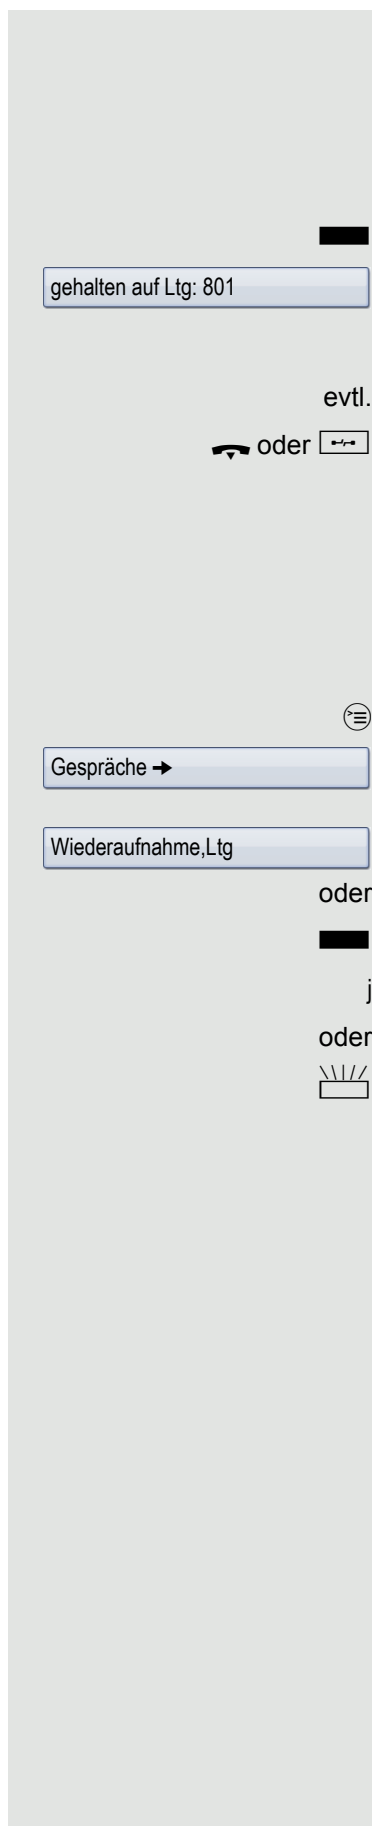 gehalten auf Ltg: 801
evtl.
oder
Gespräche ➔
Wiederaufnahme,Ltg
oder
j
oder